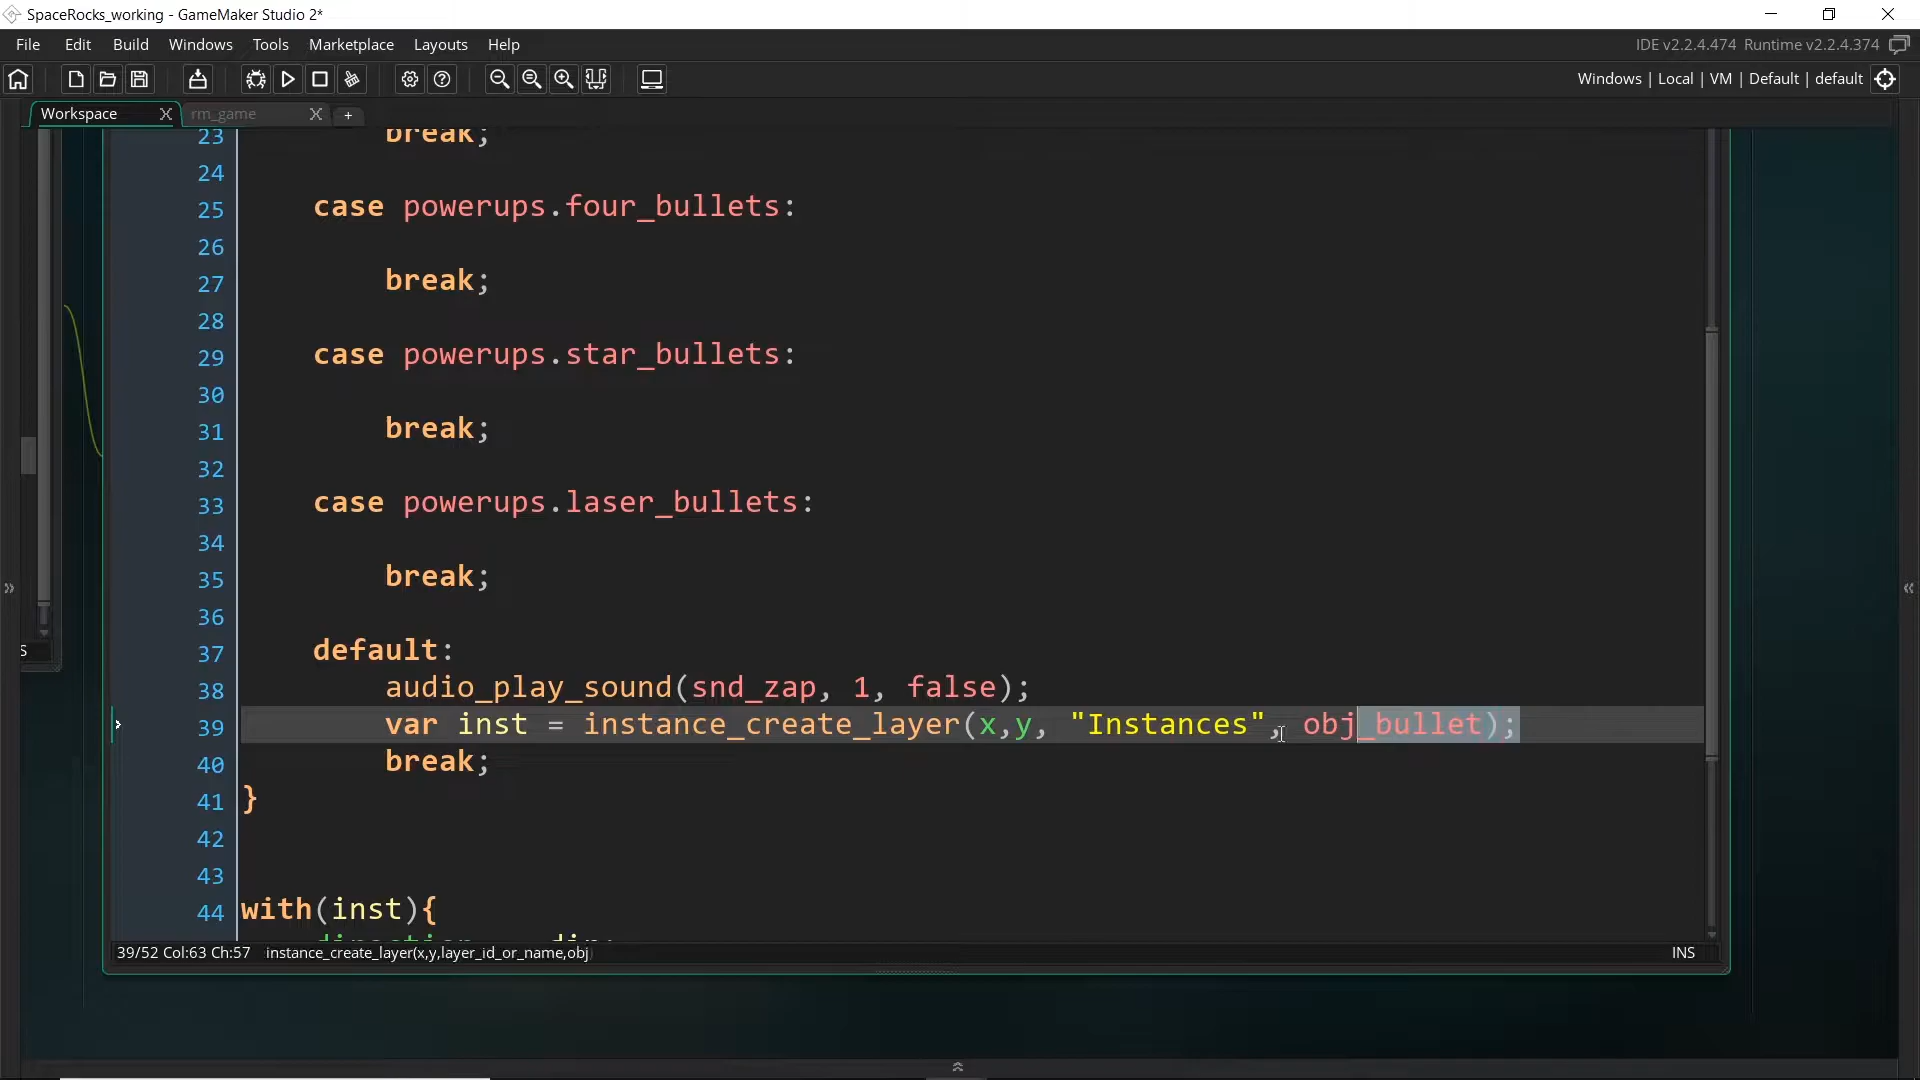 SpaceRocks_working - GameMaker Studio 2*
File Edit Build Windows Tools Marketplace Layouts Help
IDE v2.2.4.474 Runtime v2.2.4.374
Windows | Local | VM | Default | default
Workspace X rm_game X +
23 break;
24
25 case powerups.four_bullets:
26
27 break;
28
29 case powerups.star_bullets:
30
31 break;
32
33 case powerups.laser_bullets:
34
35 break;
36
37 default:
38 audio_play_sound(snd_zap, 1, false);
39 var inst = instance_create_layer(x,y, "Instances", obj_bullet);
40 break;
41 }
42
43
44 with(inst){
direction = dir;
S
39/52 Col:63 Ch:57 instance_create_layer(x,y,layer_id_or_name,obj)
INS